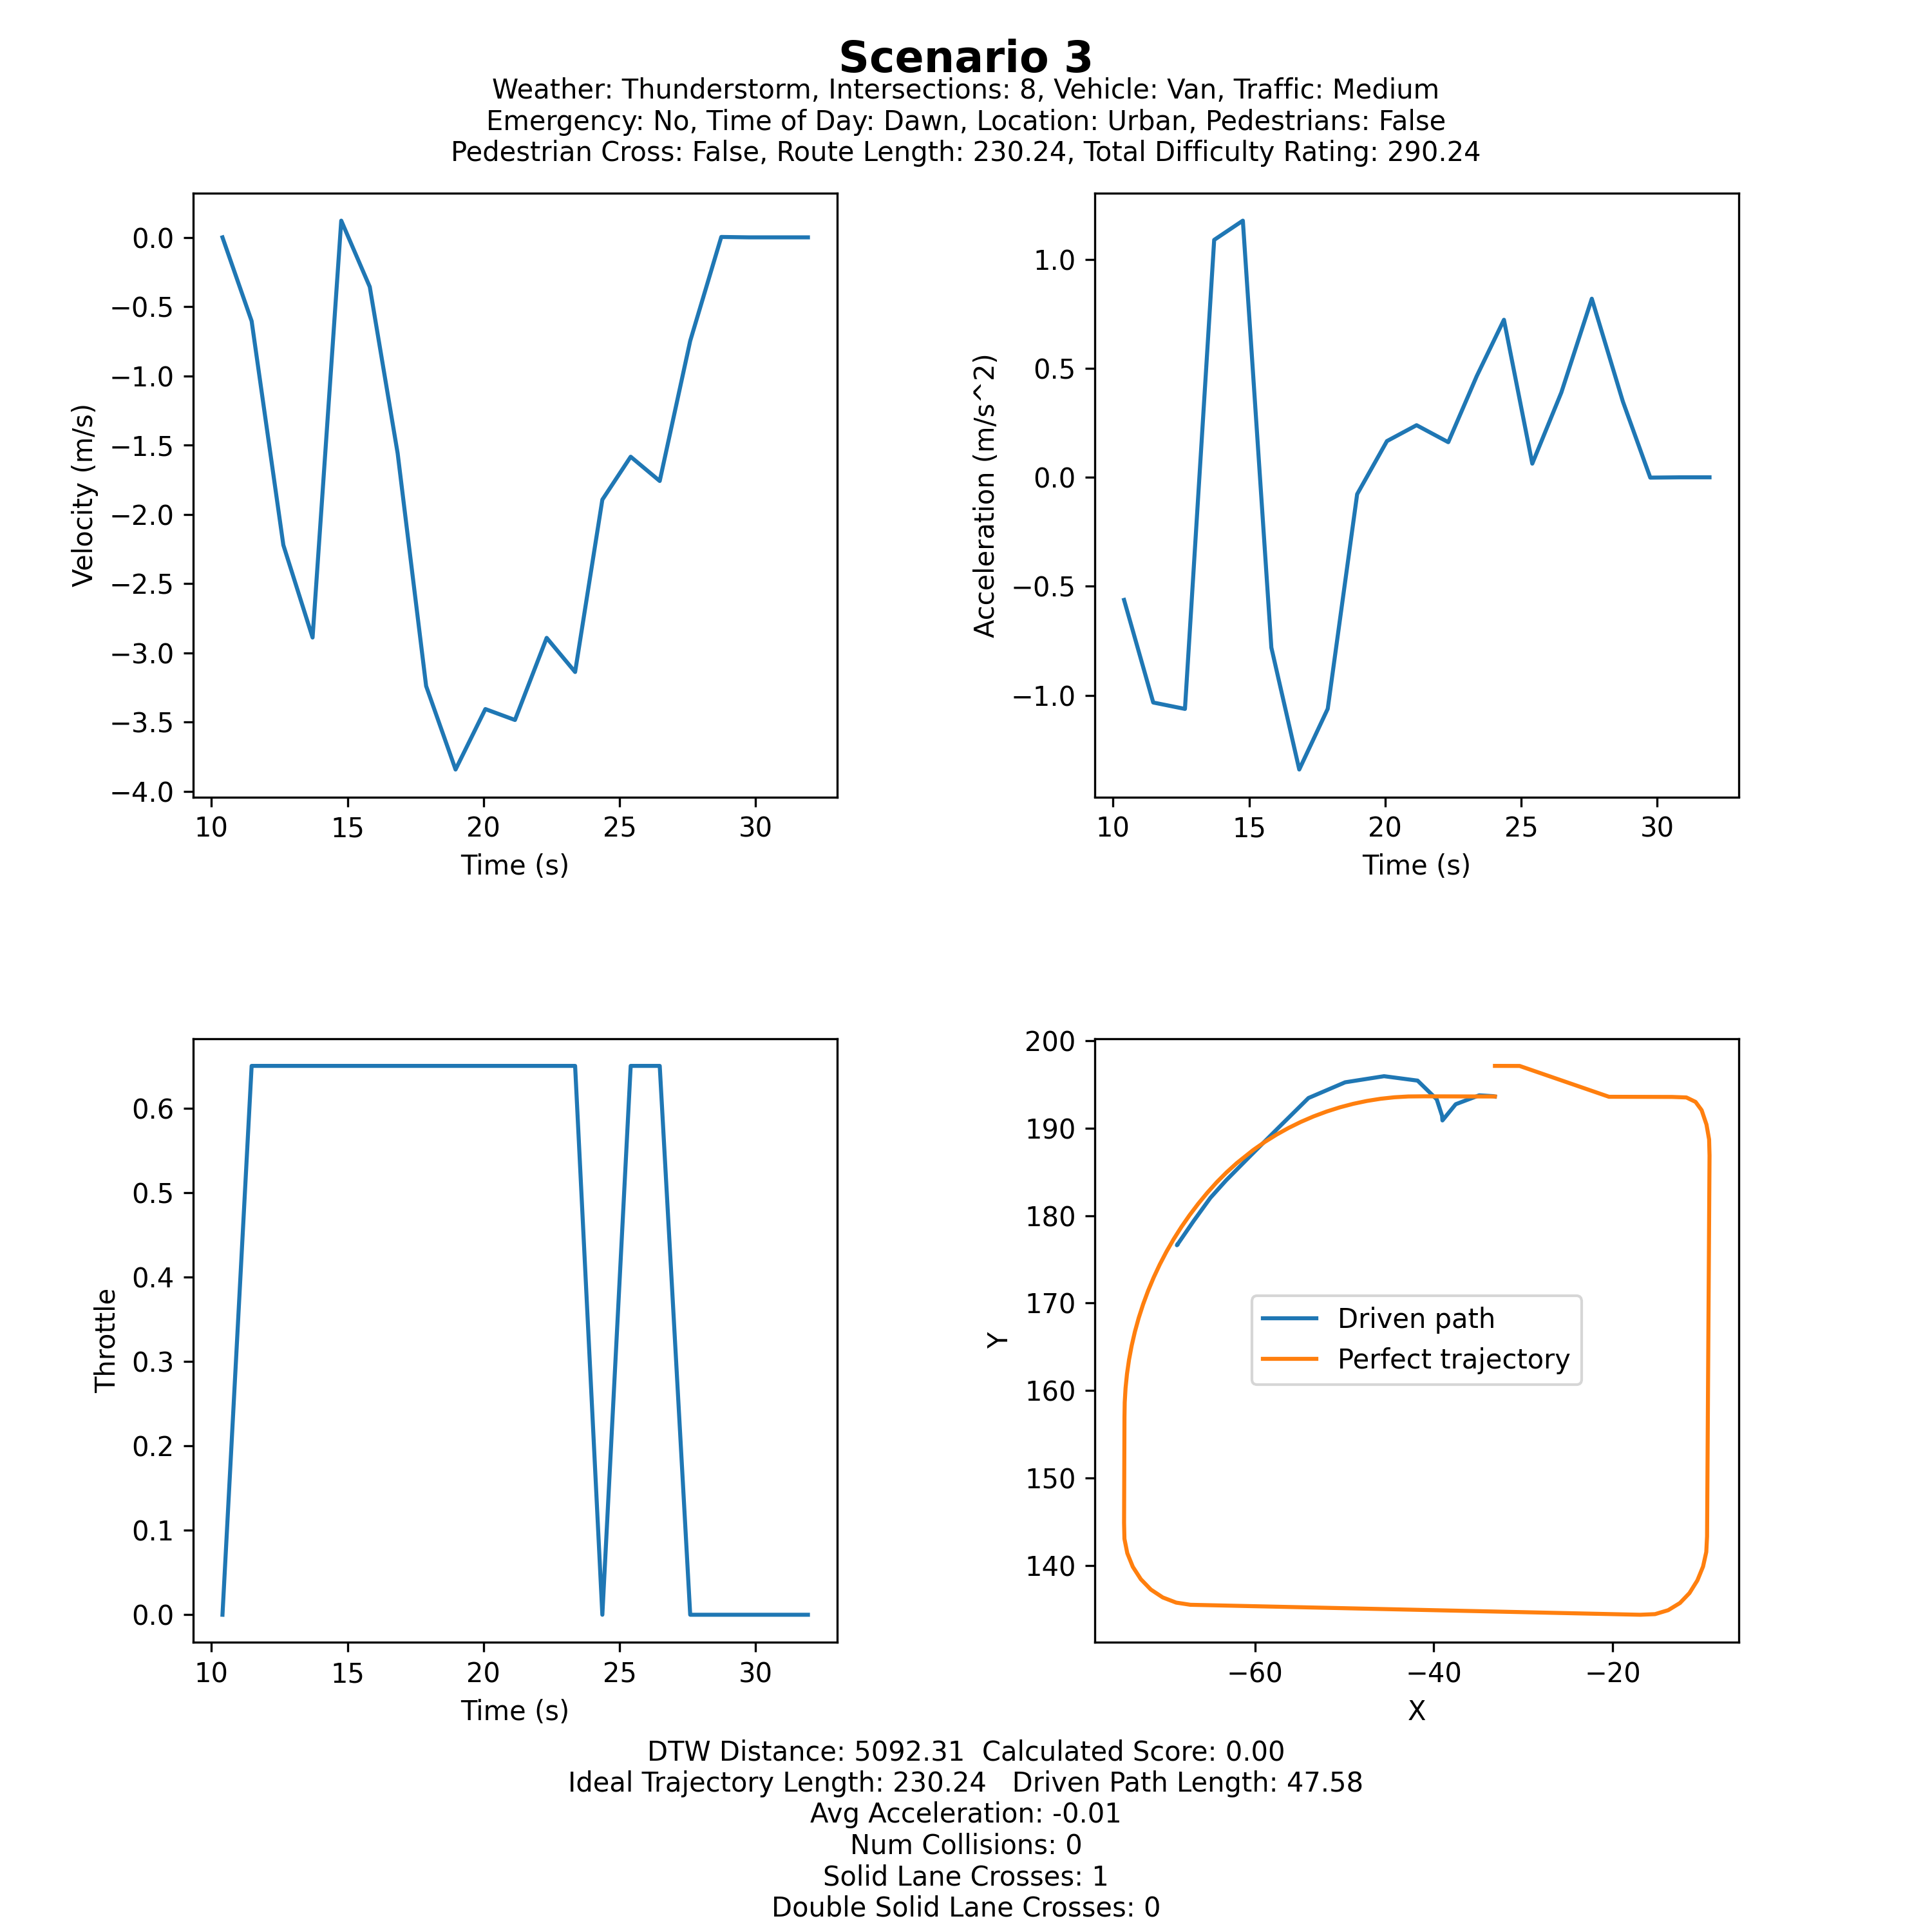 Scenario 3
Weather: Thunderstorm, Intersections: 8, Vehicle: Van, Traffic: Medium
Emergency: No, Time of Day: Dawn, Location: Urban, Pedestrians: False
Pedestrian Cross: False, Route Length: 230.24, Total Difficulty Rating: 290.24
Velocity (m/s)
0.0
−0.5
−1.0
−1.5
−2.0
−2.5
−3.0
−3.5
−4.0
10 15 20 25 30
Time (s)
Acceleration (m/s^2)
1.0
0.5
0.0
−0.5
−1.0
10 15 20 25 30
Time (s)
Throttle
0.6
0.5
0.4
0.3
0.2
0.1
0.0
10 15 20 25 30
Time (s)
Y
200
190
180
170
160
150
140
Driven path
Perfect trajectory
−60 −40 −20
X
DTW Distance: 5092.31 Calculated Score: 0.00
Ideal Trajectory Length: 230.24 Driven Path Length: 47.58
Avg Acceleration: -0.01
Num Collisions: 0
Solid Lane Crosses: 1
Double Solid Lane Crosses: 0